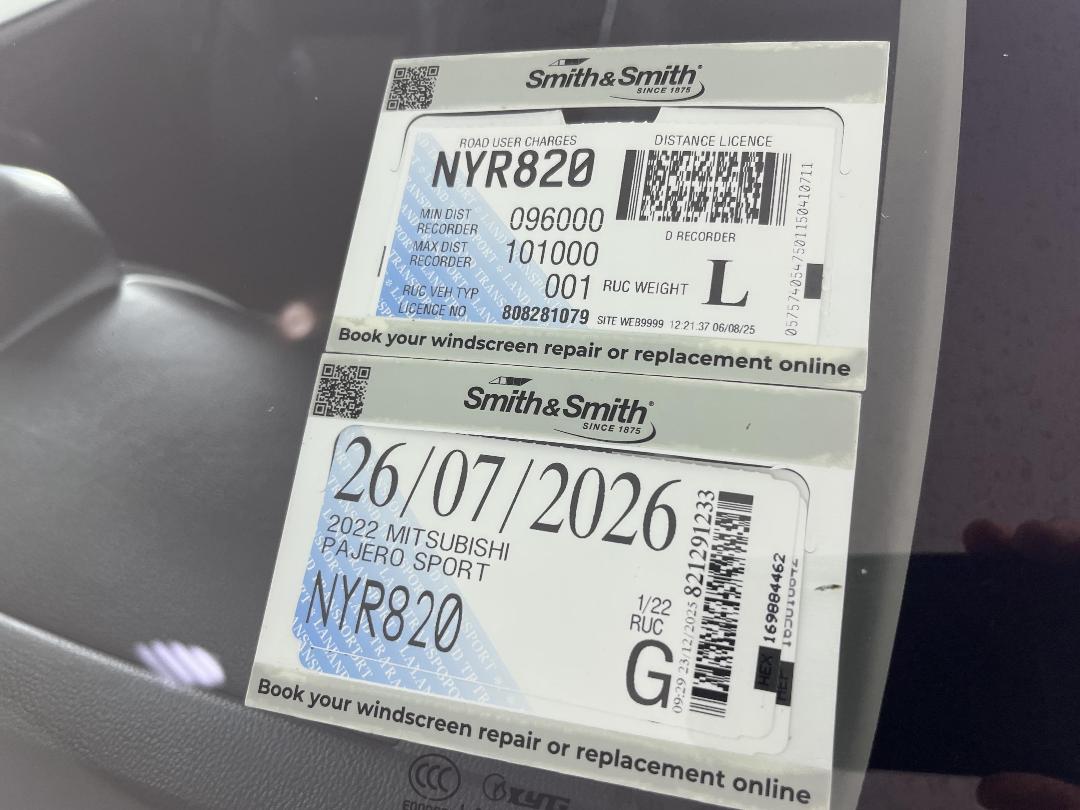 Smith&Smith
SINCE 1875
ROAD USER CHARGES
DISTANCE LICENCE
NYR820
MIN DIST RECORDER 096000
D RECORDER
MAX DIST RECORDER 101000
RUC VEH TYP 001 RUC WEIGHT L
LICENCE NO 808281079 SITE WEB9999 12:21.37 06/08/25
Book your windscreen repair or replacement online
Smith&Smith
SINCE 1875
26/07/2026
2022 MITSUBISHI
PAJERO SPORT
NYR820
1/22
RUC
G
09:29 23/12/2025 821291233
HEX 169884462
Book your windscreen repair or replacement online
CCC